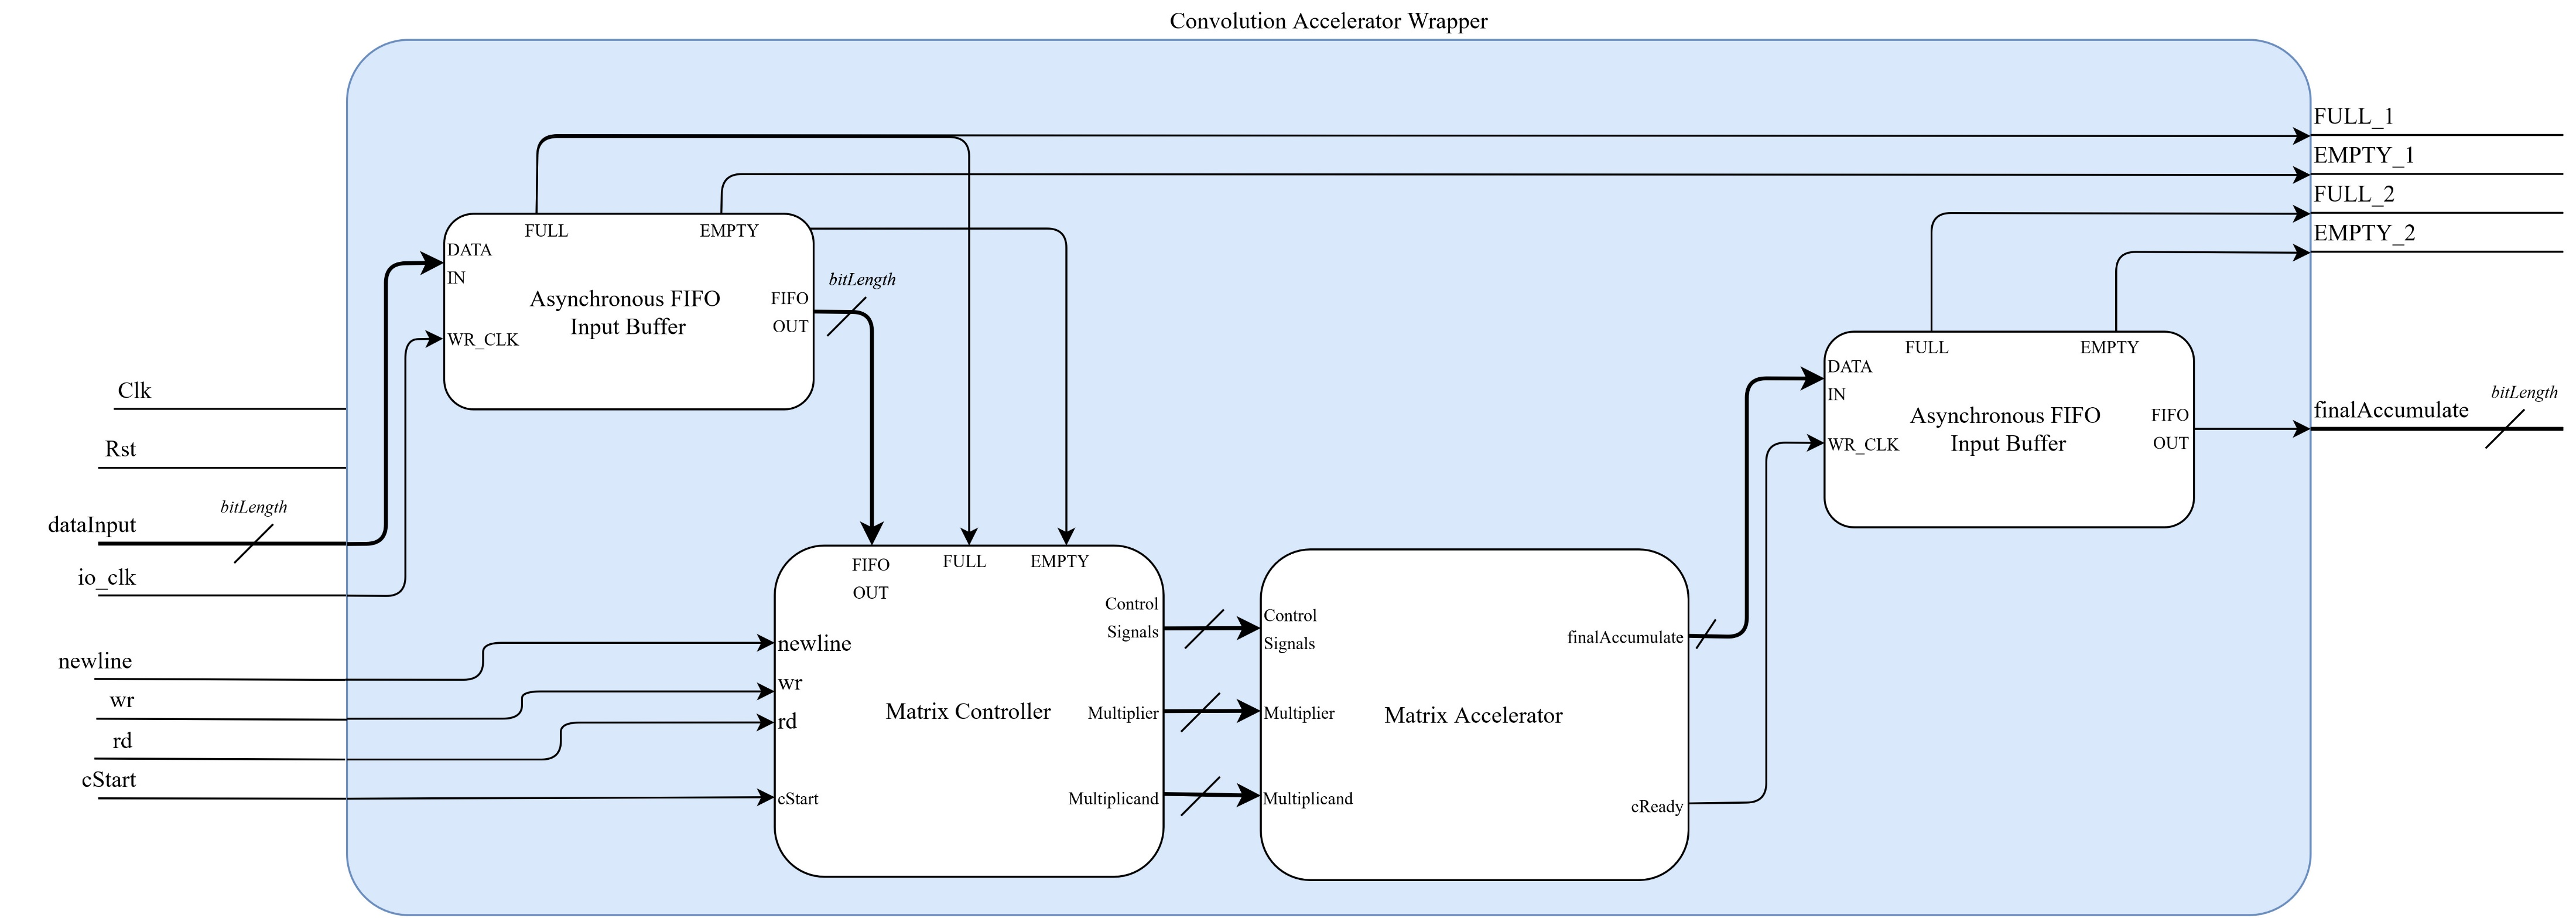 Convolution Accelerator Wrapper
FULL_1
EMPTY_1
FULL_2
EMPTY_2
finalAccumulate
bitLength
Clk
Rst
dataInput
bitLength
io_clk
newline
wr
rd
cStart
FULL
EMPTY
DATA
IN
WR_CLK
Asynchronous FIFO
Input Buffer
FIFO
OUT
bitLength
FIFO
OUT
FULL
EMPTY
newline
wr
rd
cStart
Matrix Controller
Control
Signals
Multiplier
Multiplicand
Control
Signals
Multiplier
Multiplicand
Matrix Accelerator
finalAccumulate
cReady
FULL
EMPTY
DATA
IN
WR_CLK
Asynchronous FIFO
Input Buffer
FIFO
OUT